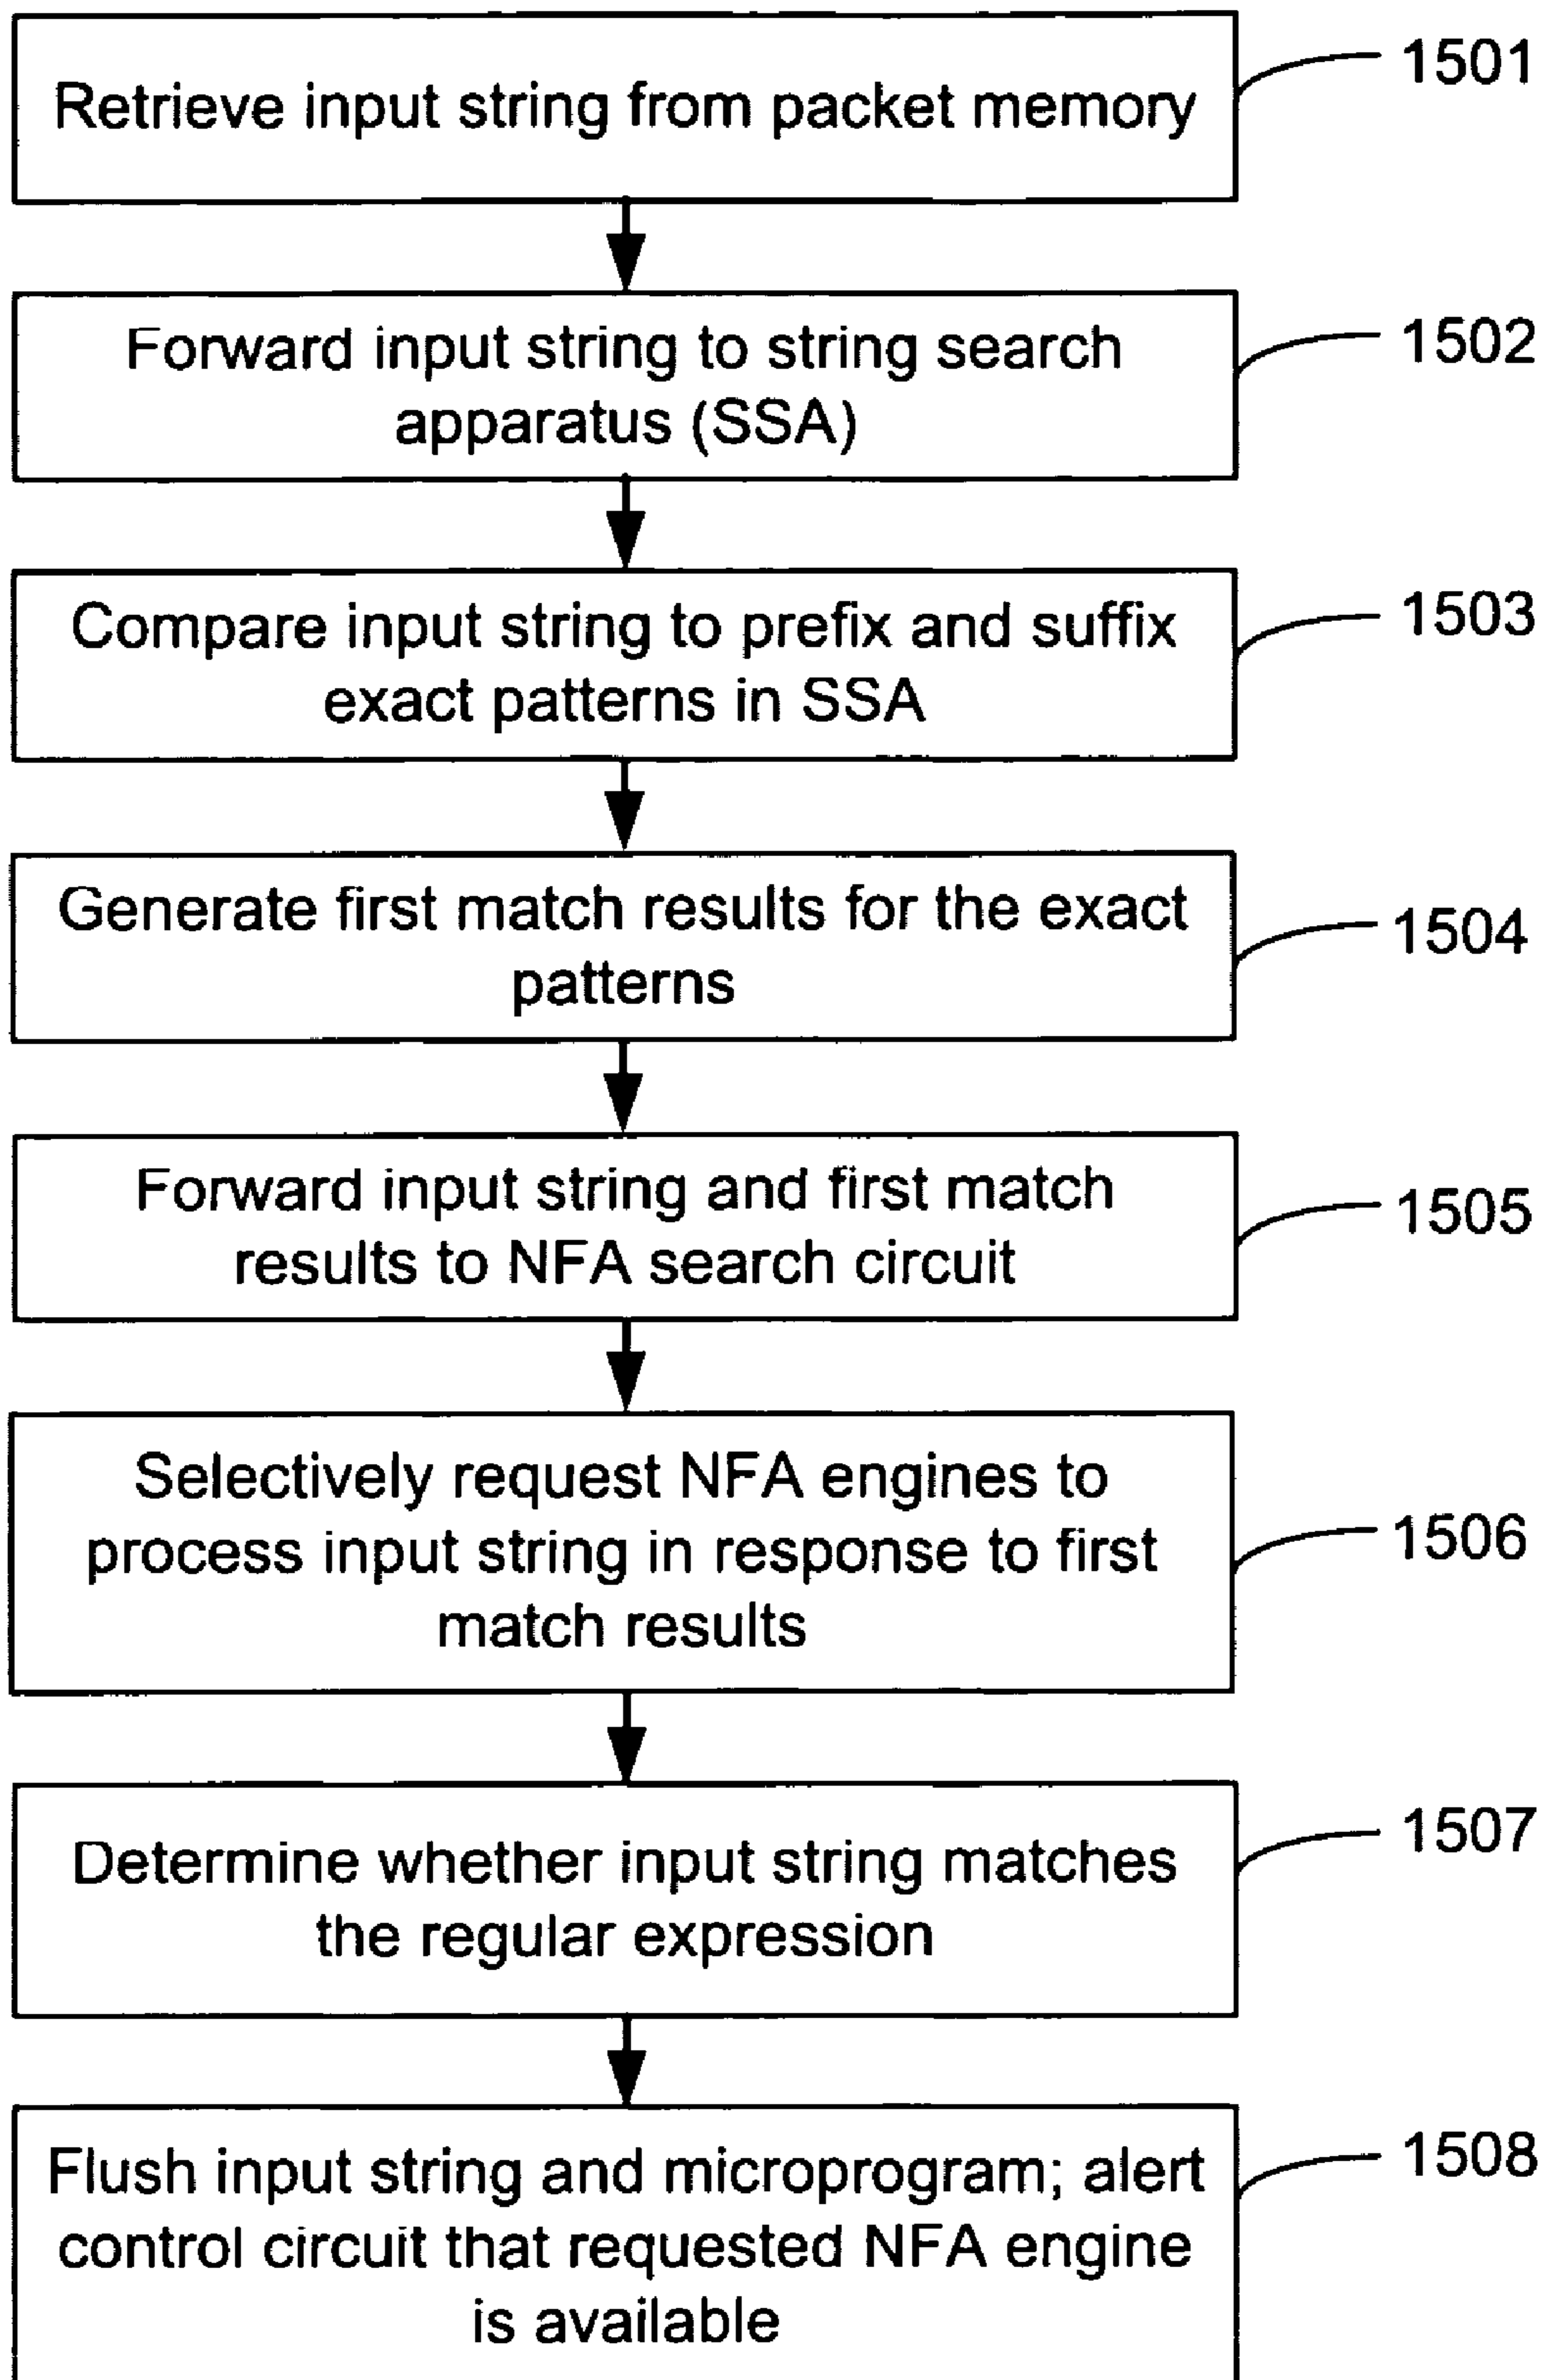 Retrieve input string from packet memory
1501
Forward input string to string search
apparatus (SSA)
1502
Compare input string to prefix and suffix
exact patterns in SSA
1503
Generate first match results for the exact
patterns
1504
Forward input string and first match
results to NFA search circuit
1505
Selectively request NFA engines to
process input string in response to first
match results
1506
Determine whether input string matches
the regular expression
1507
Flush input string and microprogram; alert
control circuit that requested NFA engine
is available
1508